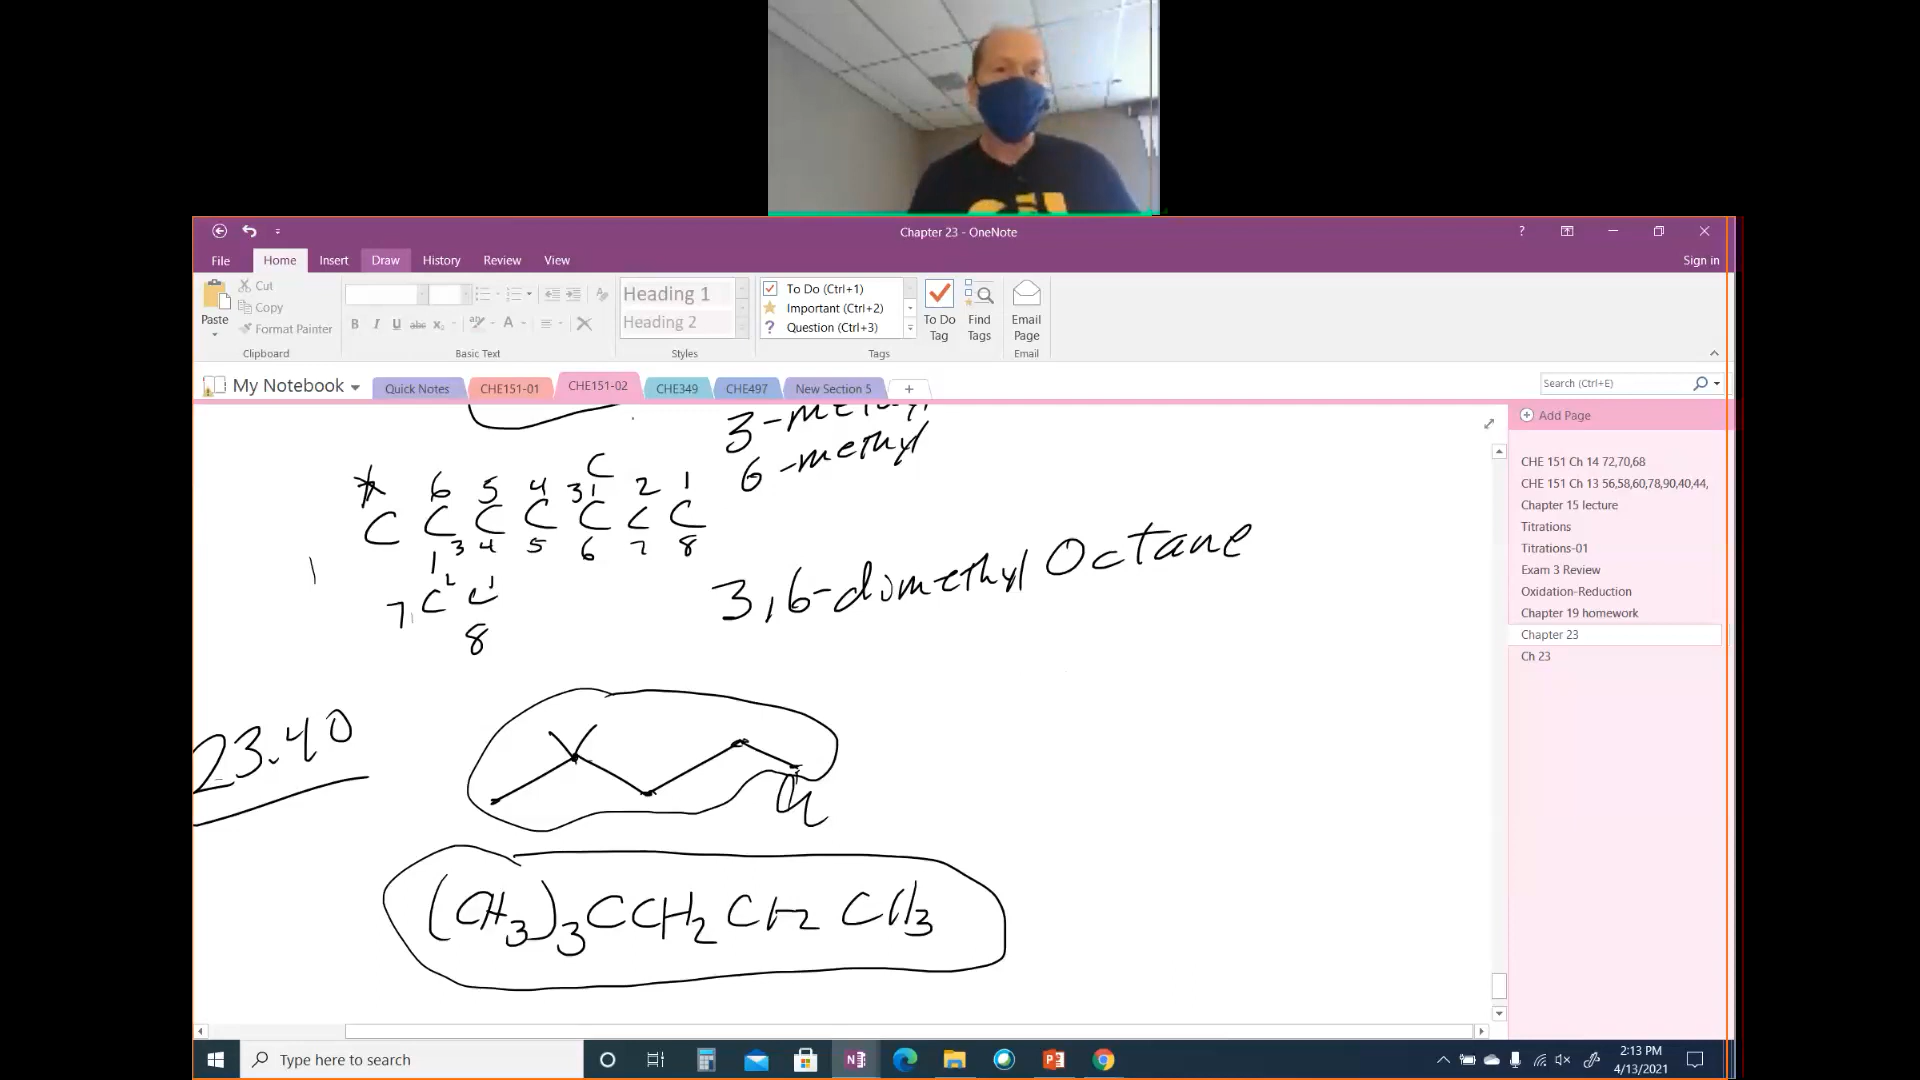 Chapter 23 - OneNote
?
File Home Insert Draw History Review View Sign in
Paste
Cut
Copy
Format Painter
Clipboard
B I U abc x₂ A
Basic Text
Heading 1
Heading 2
Styles
To Do (Ctrl+1)
Important (Ctrl+2)
? Question (Ctrl+3)
Tags
To Do Tag
Find Tags
Email Page
Email
My Notebook Quick Notes CHE151-01 CHE151-02 CHE349 CHE497 New Section 5 +
Search (Ctrl+E)
Add Page
CHE 151 Ch 14 72,70,68
CHE 151 Ch 13 56,58,60,78,90,40,44,
Chapter 15 lecture
Titrations
Titrations-01
Exam 3 Review
Oxidation-Reduction
Chapter 19 homework
Chapter 23
Ch 23
3-methyl
6-methyl
C
6 5 4 3 2 1
C C C C C C C
3 4 5 6 7 8
2 1
7 C C
8
3,6-dimethyl Octane
23.40
(CH₃)₃CCH₂CH₂CH₃
Type here to search
2:13 PM
4/13/2021